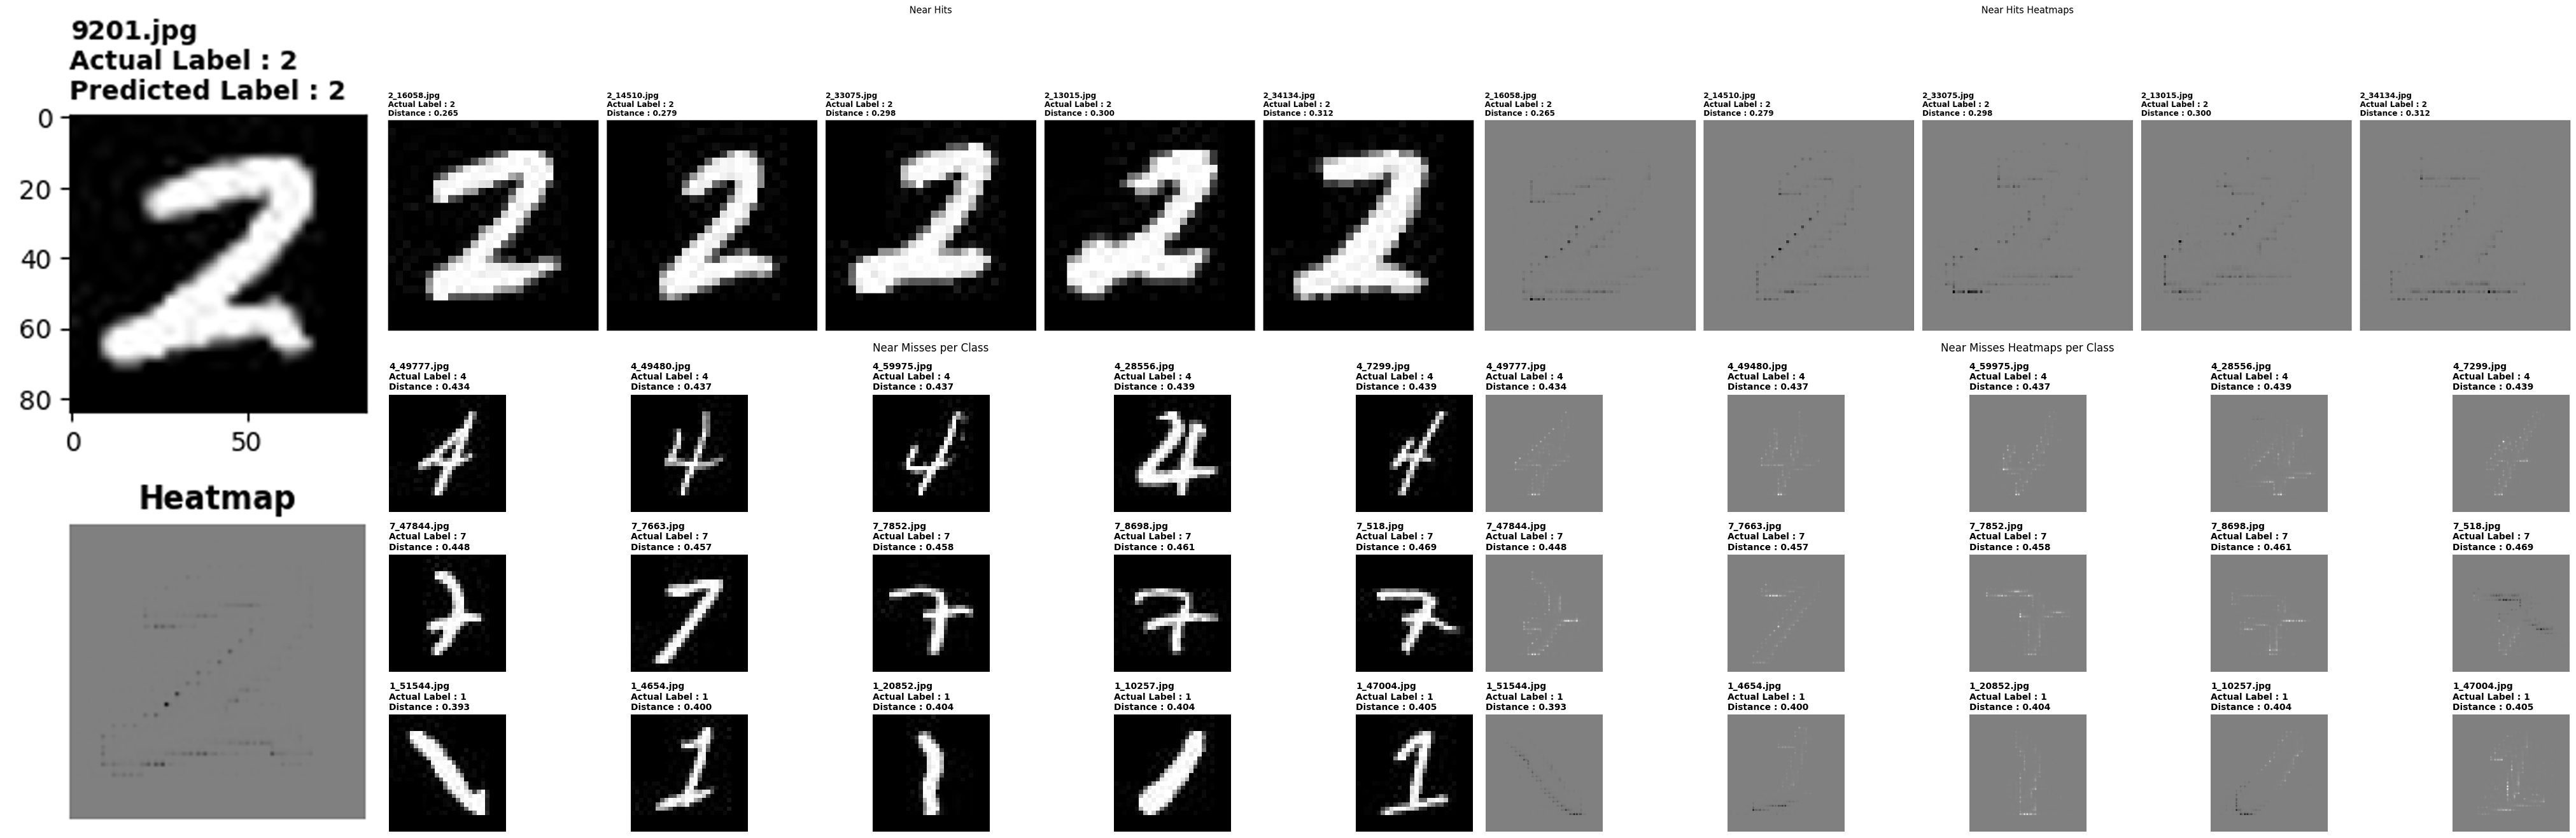 9201.jpg
Actual Label : 2
Predicted Label : 2
0
20
40
60
80
0 50
Heatmap
Near Hits
2_16058.jpg
Actual Label : 2
Distance : 0.265
2_14510.jpg
Actual Label : 2
Distance : 0.279
2_33075.jpg
Actual Label : 2
Distance : 0.298
2_13015.jpg
Actual Label : 2
Distance : 0.300
2_34134.jpg
Actual Label : 2
Distance : 0.312
Near Hits Heatmaps
2_16058.jpg
Actual Label : 2
Distance : 0.265
2_14510.jpg
Actual Label : 2
Distance : 0.279
2_33075.jpg
Actual Label : 2
Distance : 0.298
2_13015.jpg
Actual Label : 2
Distance : 0.300
2_34134.jpg
Actual Label : 2
Distance : 0.312
Near Misses per Class
4_49777.jpg
Actual Label : 4
Distance : 0.434
4_49480.jpg
Actual Label : 4
Distance : 0.437
4_59975.jpg
Actual Label : 4
Distance : 0.437
4_28556.jpg
Actual Label : 4
Distance : 0.439
4_7299.jpg
Actual Label : 4
Distance : 0.439
7_47844.jpg
Actual Label : 7
Distance : 0.448
7_7663.jpg
Actual Label : 7
Distance : 0.457
7_7852.jpg
Actual Label : 7
Distance : 0.458
7_8698.jpg
Actual Label : 7
Distance : 0.461
7_518.jpg
Actual Label : 7
Distance : 0.469
1_51544.jpg
Actual Label : 1
Distance : 0.393
1_4654.jpg
Actual Label : 1
Distance : 0.400
1_20852.jpg
Actual Label : 1
Distance : 0.404
1_10257.jpg
Actual Label : 1
Distance : 0.404
1_47004.jpg
Actual Label : 1
Distance : 0.405
Near Misses Heatmaps per Class
4_49777.jpg
Actual Label : 4
Distance : 0.434
4_49480.jpg
Actual Label : 4
Distance : 0.437
4_59975.jpg
Actual Label : 4
Distance : 0.437
4_28556.jpg
Actual Label : 4
Distance : 0.439
4_7299.jpg
Actual Label : 4
Distance : 0.439
7_47844.jpg
Actual Label : 7
Distance : 0.448
7_7663.jpg
Actual Label : 7
Distance : 0.457
7_7852.jpg
Actual Label : 7
Distance : 0.458
7_8698.jpg
Actual Label : 7
Distance : 0.461
7_518.jpg
Actual Label : 7
Distance : 0.469
1_51544.jpg
Actual Label : 1
Distance : 0.393
1_4654.jpg
Actual Label : 1
Distance : 0.400
1_20852.jpg
Actual Label : 1
Distance : 0.404
1_10257.jpg
Actual Label : 1
Distance : 0.404
1_47004.jpg
Actual Label : 1
Distance : 0.405